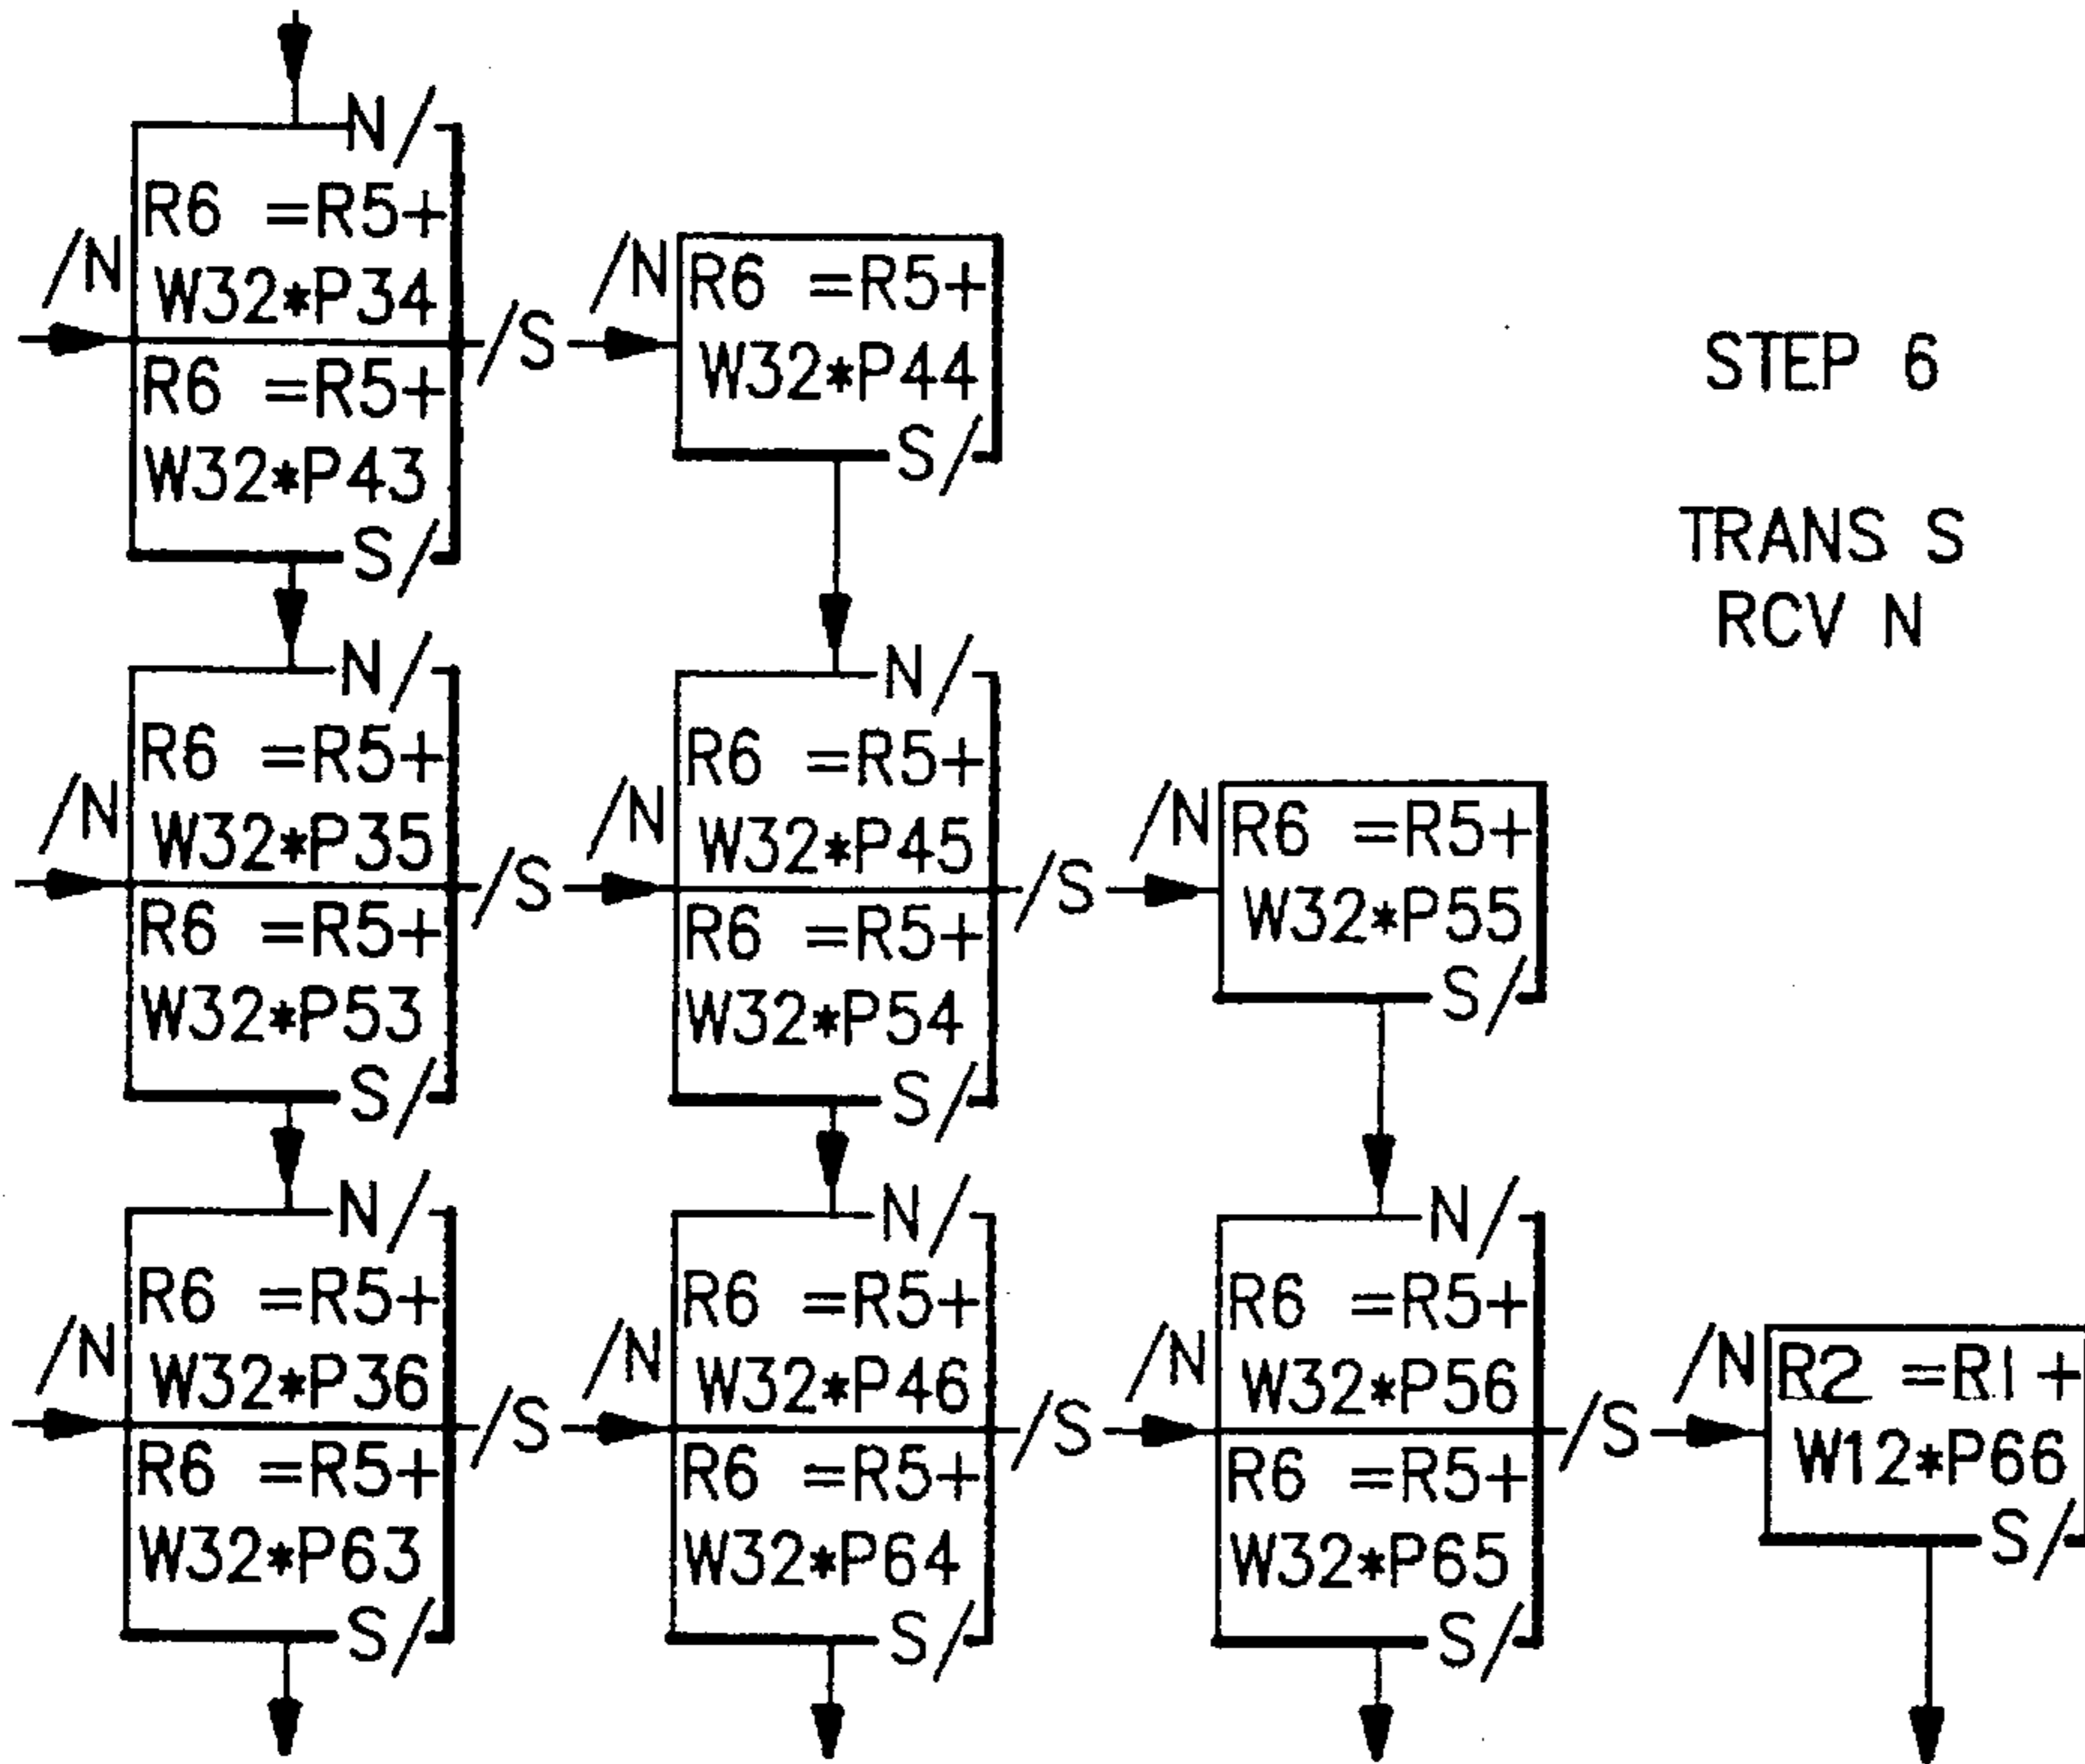 N/
R6 =R5+
W32*P34
/N
R6 =R5+
W32*P43
S/
/S
/N
R6 =R5+
W32*P44
S/
STEP 6
TRANS S
RCV N
N/
R6 =R5+
W32*P35
/N
R6 =R5+
W32*P53
S/
/S
N/
R6 =R5+
W32*P45
/N
R6 =R5+
W32*P54
S/
/S
/N
R6 =R5+
W32*P55
S/
N/
R6 =R5+
W32*P36
/N
R6 =R5+
W32*P63
S/
/S
N/
R6 =R5+
W32*P46
/N
R6 =R5+
W32*P64
S/
/S
N/
R6 =R5+
W32*P56
/N
R6 =R5+
W32*P65
S/
/S
/N
R2 =R1+
W12*P66
S/